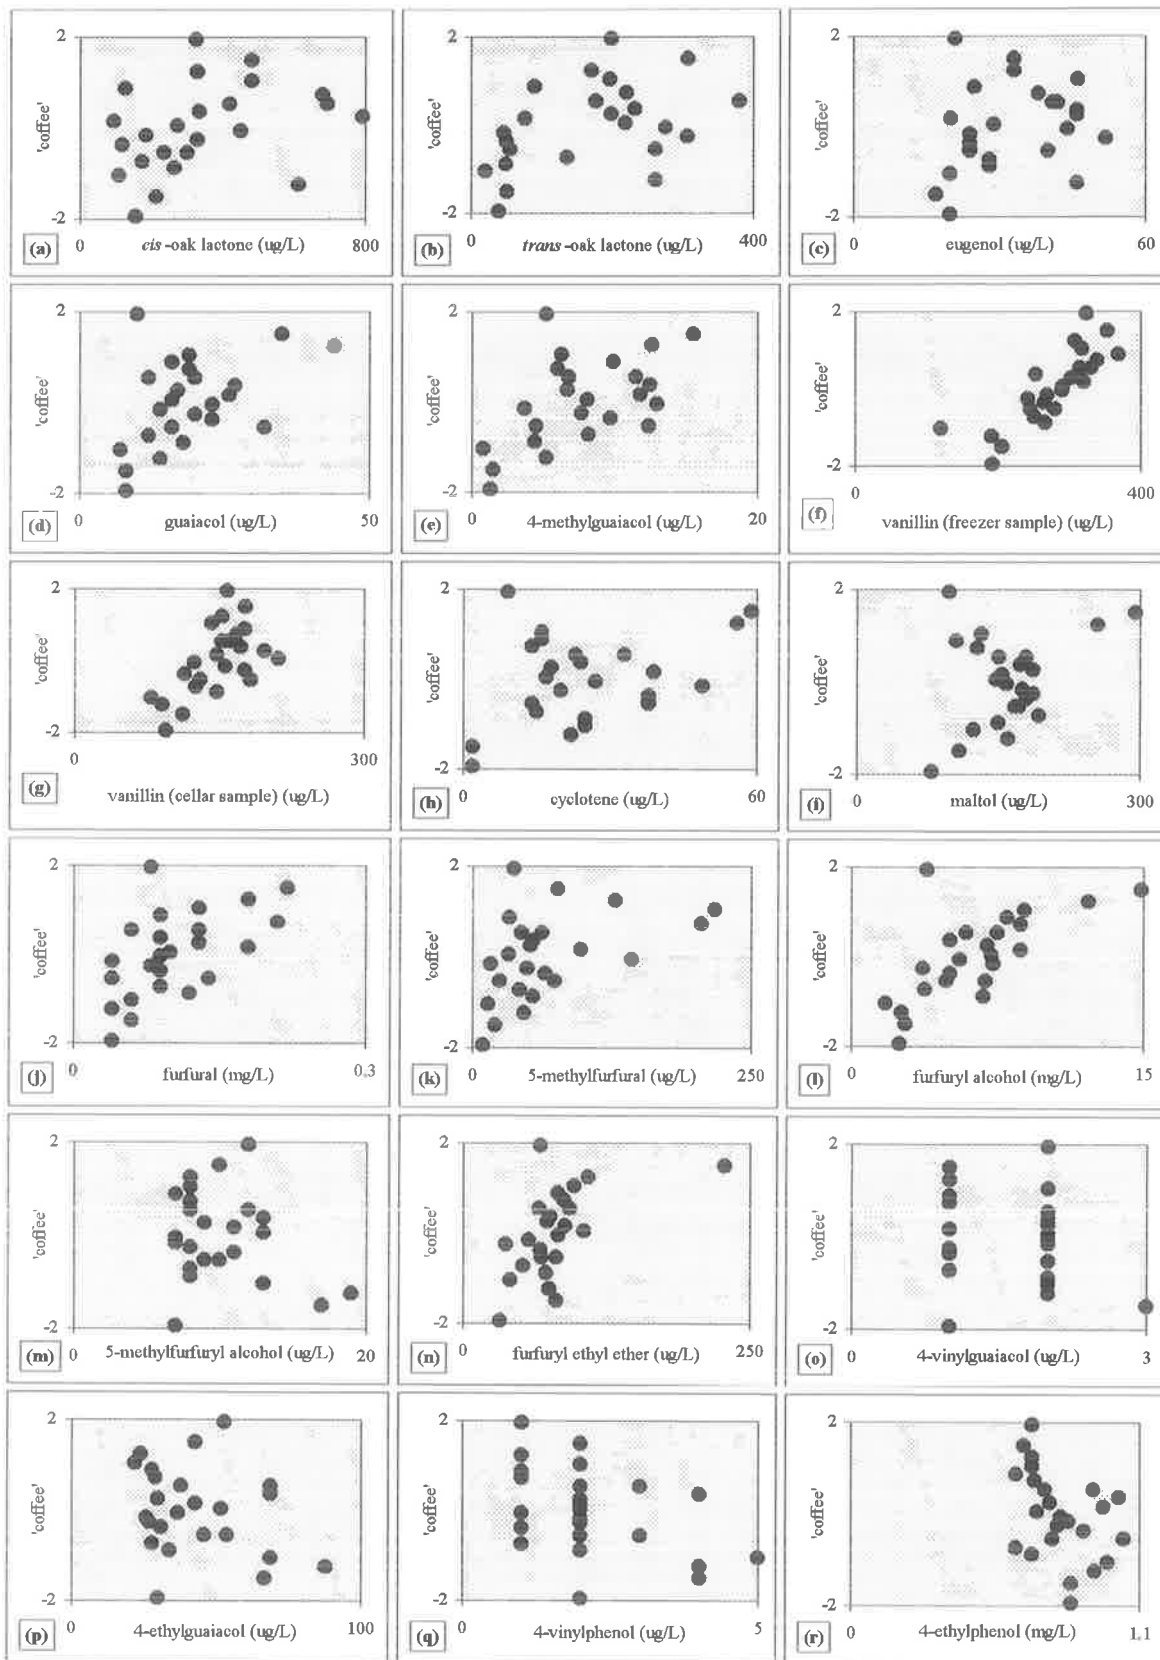 2 2 2
'coffee' 'coffee' 'coffee'
-2 -2 -2
0 800 0 400 0 60
(a) cis -oak lactone (ug/L) (b) trans -oak lactone (ug/L) (c) eugenol (ug/L)
2 2 2
'coffee' 'coffee' 'coffee'
-2 -2 -2
0 50 0 20 0 400
(d) guaiacol (ug/L) (e) 4-methylguaiacol (ug/L) (f) vanillin (freezer sample) (ug/L)
2 2 2
'coffee' 'coffee' 'coffee'
-2 -2 -2
0 300 0 60 0 300
(g) vanillin (cellar sample) (ug/L) (h) cyclotene (ug/L) (i) maltol (ug/L)
2 2 2
'coffee' 'coffee' 'coffee'
-2 -2 -2
0 0.3 0 250 0 15
(j) furfural (mg/L) (k) 5-methylfurfural (ug/L) (l) furfuryl alcohol (mg/L)
2 2 2
'coffee' 'coffee' 'coffee'
-2 -2 -2
0 20 0 250 0 3
(m) 5-methylfurfuryl alcohol (ug/L) (n) furfuryl ethyl ether (ug/L) (o) 4-vinylguaiacol (ug/L)
2 2 2
'coffee' 'coffee' 'coffee'
-2 -2 -2
0 100 0 5 0 1.1
(p) 4-ethylguaiacol (ug/L) (q) 4-vinylphenol (ug/L) (r) 4-ethylphenol (mg/L)